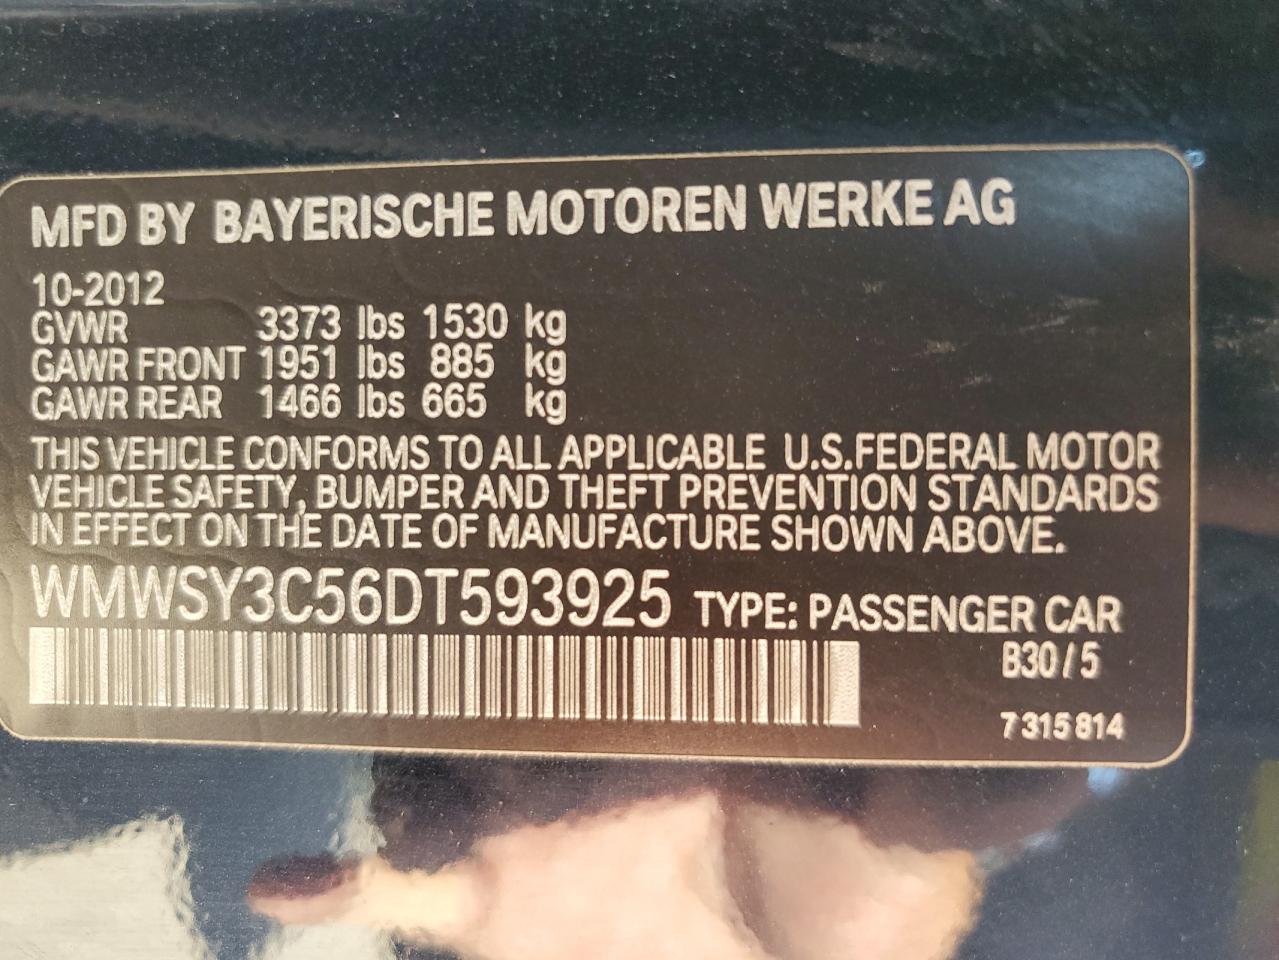 MFD BY BAYERISCHE MOTOREN WERKE AG
10-2012
GVWR 3373 lbs 1530 kg
GAWR FRONT 1951 lbs 885 kg
GAWR REAR 1466 lbs 665 kg
THIS VEHICLE CONFORMS TO ALL APPLICABLE U.S.FEDERAL MOTOR
VEHICLE SAFETY, BUMPER AND THEFT PREVENTION STANDARDS
IN EFFECT ON THE DATE OF MANUFACTURE SHOWN ABOVE.
WMWSY3C56DT593925 TYPE: PASSENGER CAR
B30/5
7 315 814